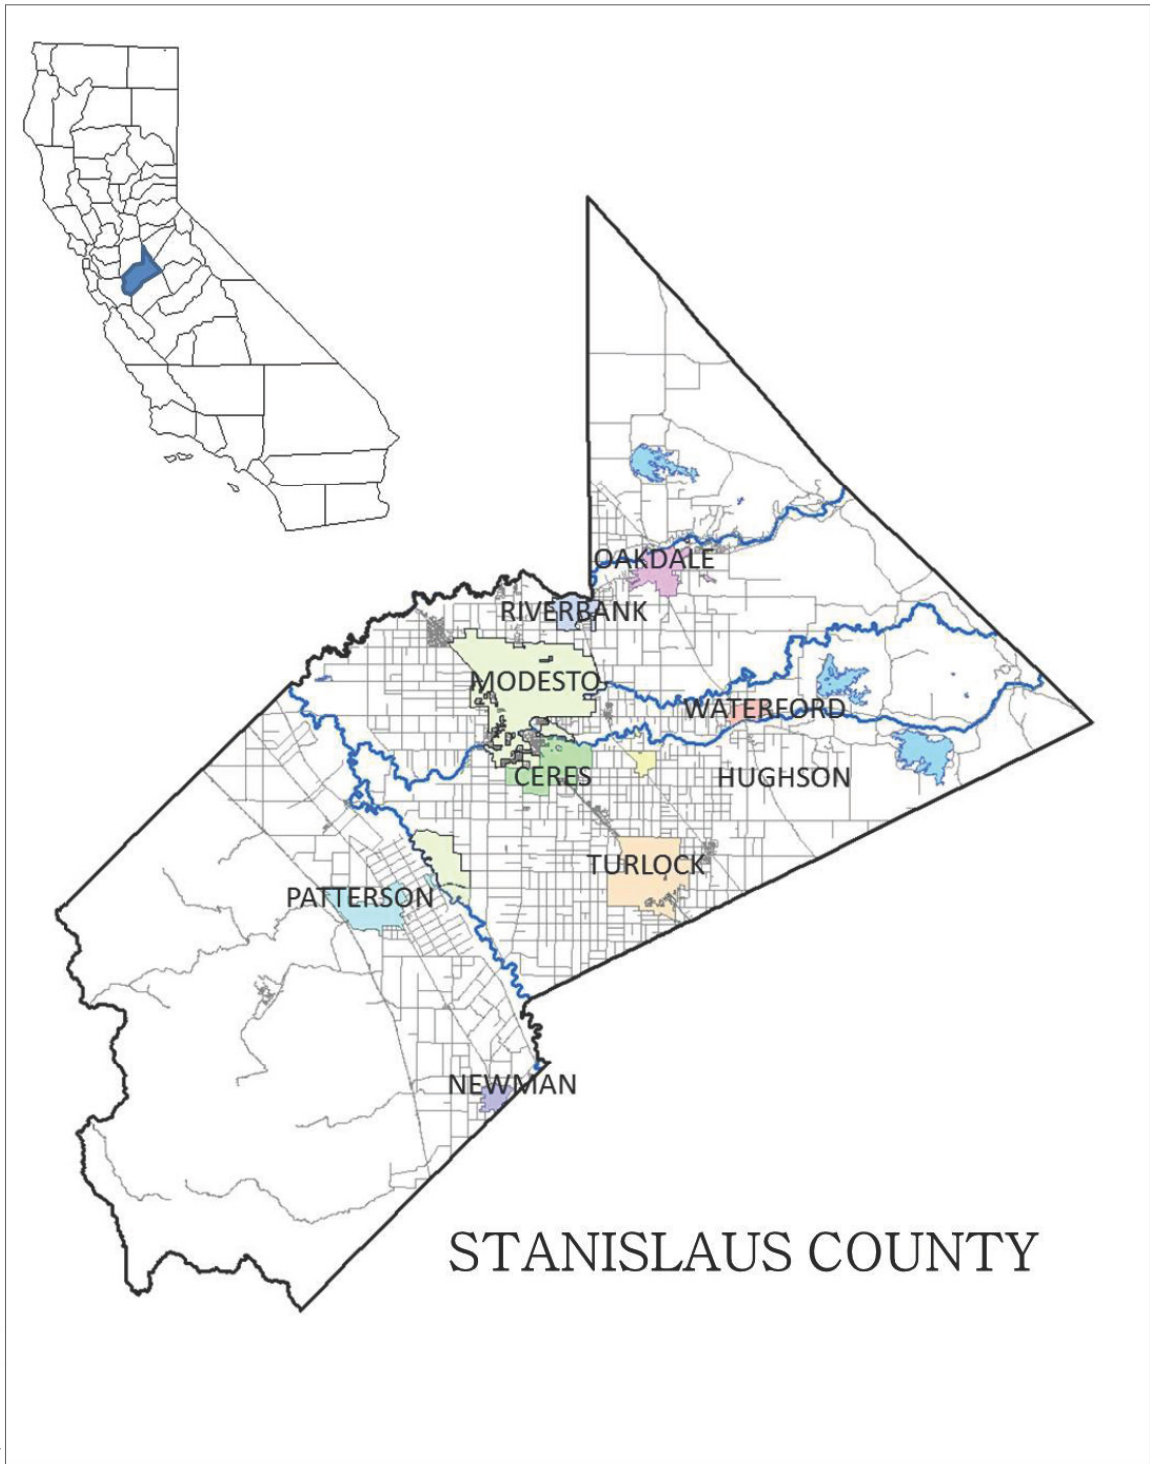 OAKDALE
RIVERBANK
MODESTO
WATERFORD
CERES
HUGHSON
TURLOCK
PATTERSON
NEWMAN
STANISLAUS COUNTY